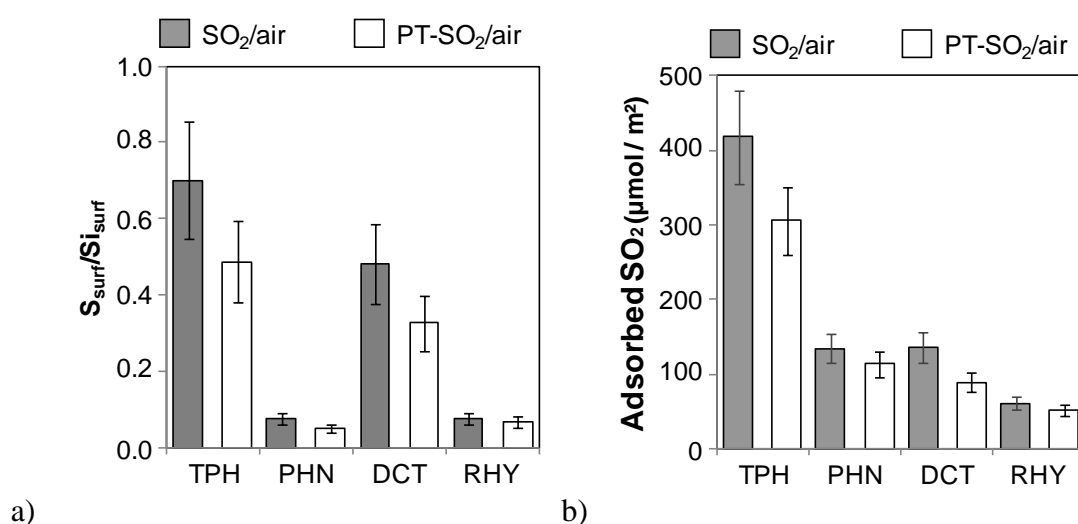 SO₂/air PT-SO₂/air
1.0
0.8
0.6
0.4
0.2
0.0
S_surf/Si_surf
TPH PHN DCT RHY
a)
SO₂/air PT-SO₂/air
500
400
300
200
100
0
Adsorbed SO₂ (µmol / m²)
TPH PHN DCT RHY
b)